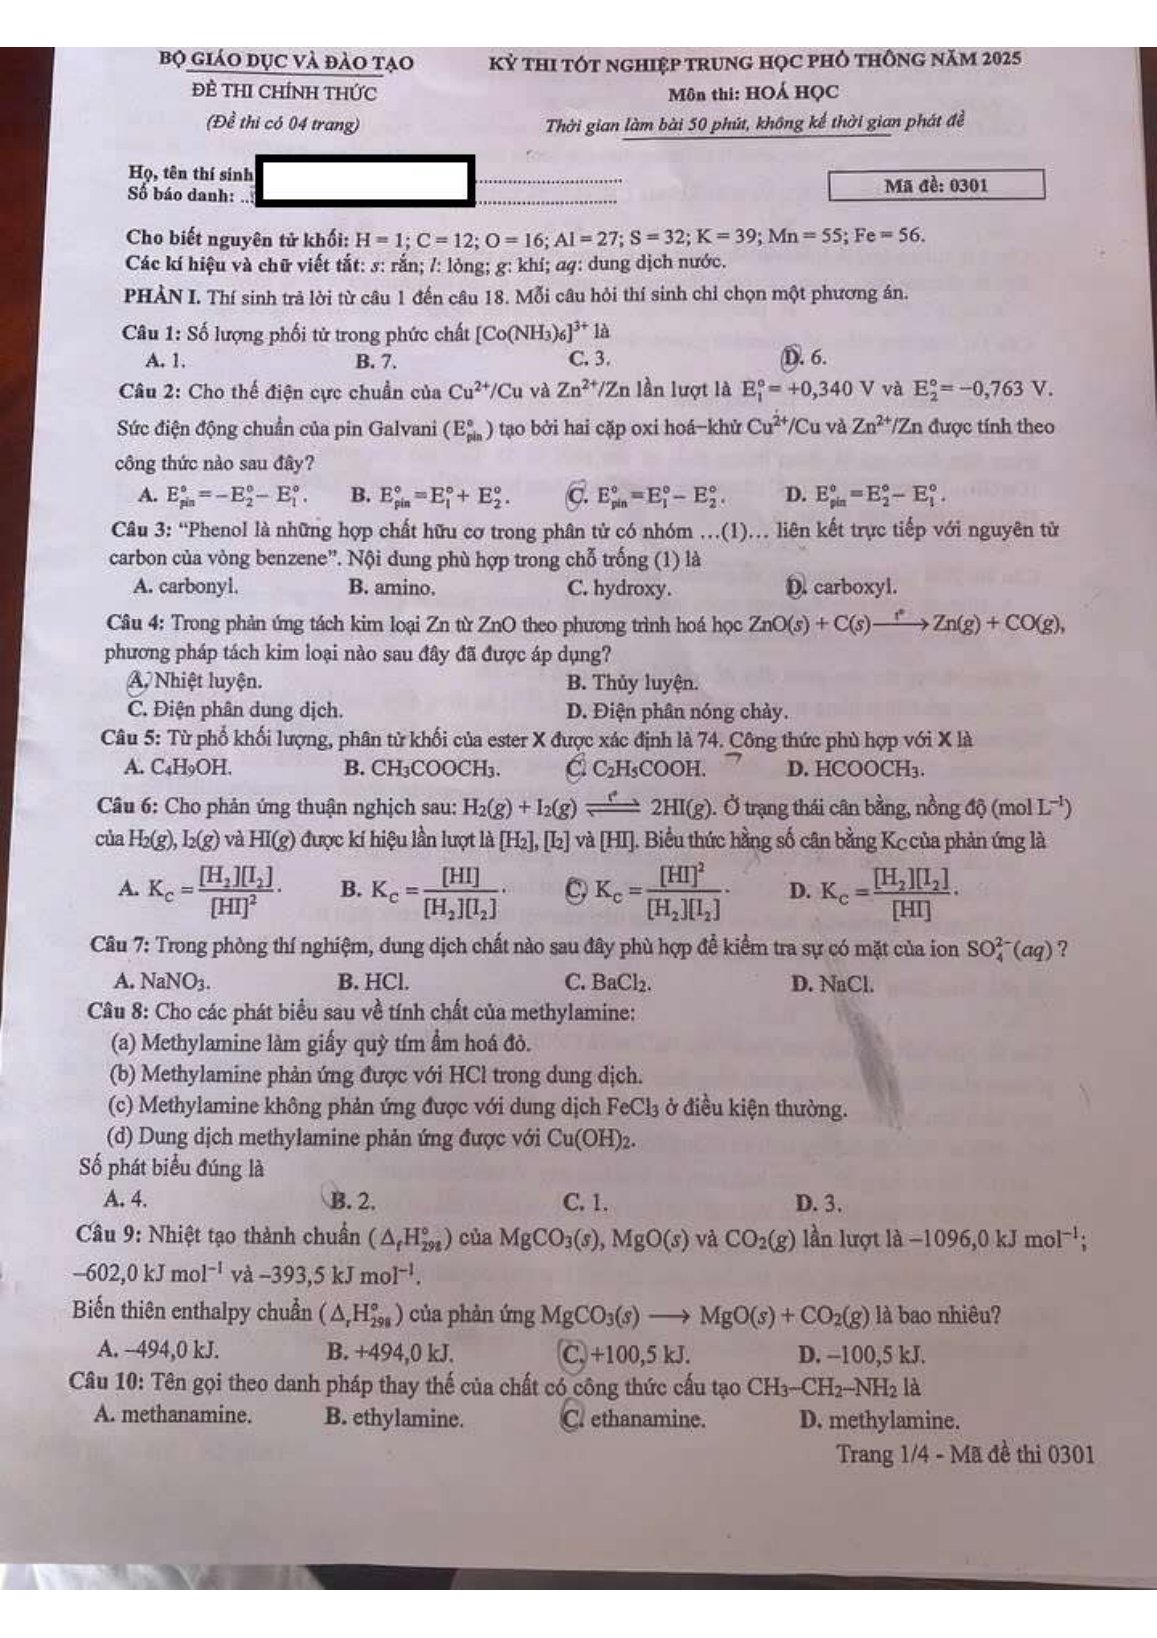 BỘ GIÁO DỤC VÀ ĐÀO TẠO
ĐỀ THI CHÍNH THỨC
(Đề thi có 04 trang)
KỲ THI TỐT NGHIỆP TRUNG HỌC PHỔ THÔNG NĂM 2025
Môn thi: HOÁ HỌC
Thời gian làm bài 50 phút, không kể thời gian phát đề
Họ, tên thí sinh
Số báo danh:
Mã đề: 0301
Cho biết nguyên tử khối: H = 1; C = 12; O = 16; Al = 27; S = 32; K = 39; Mn = 55; Fe = 56.
Các kí hiệu và chữ viết tắt: s: rắn; l: lỏng; g: khí; aq: dung dịch nước.
PHẦN I. Thí sinh trả lời từ câu 1 đến câu 18. Mỗi câu hỏi thí sinh chỉ chọn một phương án.
Câu 1: Số lượng phối tử trong phức chất [Co(NH₃)₆]³⁺ là
A. 1. B. 7. C. 3. D. 6.
Câu 2: Cho thế điện cực chuẩn của Cu²⁺/Cu và Zn²⁺/Zn lần lượt là E₁° = +0,340 V và E₂° = −0,763 V.
Sức điện động chuẩn của pin Galvani (E°pin) tạo bởi hai cặp oxi hoá−khử Cu²⁺/Cu và Zn²⁺/Zn được tính theo
công thức nào sau đây?
A. E°pin = −E₂° − E₁°. B. E°pin = E₁° + E₂°. C. E°pin = E₁° − E₂°. D. E°pin = E₂° − E₁°.
Câu 3: “Phenol là những hợp chất hữu cơ trong phân tử có nhóm …(1)… liên kết trực tiếp với nguyên tử
carbon của vòng benzene”. Nội dung phù hợp trong chỗ trống (1) là
A. carbonyl. B. amino. C. hydroxy. D. carboxyl.
Câu 4: Trong phản ứng tách kim loại Zn từ ZnO theo phương trình hoá học ZnO(s) + C(s) —t°→ Zn(g) + CO(g),
phương pháp tách kim loại nào sau đây đã được áp dụng?
A. Nhiệt luyện. B. Thủy luyện.
C. Điện phân dung dịch. D. Điện phân nóng chảy.
Câu 5: Từ phổ khối lượng, phân tử khối của ester X được xác định là 74. Công thức phù hợp với X là
A. C₄H₉OH. B. CH₃COOCH₃. C. C₂H₅COOH. D. HCOOCH₃.
Câu 6: Cho phản ứng thuận nghịch sau: H₂(g) + I₂(g) ⇌ t° 2HI(g). Ở trạng thái cân bằng, nồng độ (mol L⁻¹)
của H₂(g), I₂(g) và HI(g) được kí hiệu lần lượt là [H₂], [I₂] và [HI]. Biểu thức hằng số cân bằng K_C của phản ứng là
A. K_C = [H₂][I₂]/[HI]². B. K_C = [HI]/[H₂][I₂]. C. K_C = [HI]²/[H₂][I₂]. D. K_C = [H₂][I₂]/[HI].
Câu 7: Trong phòng thí nghiệm, dung dịch chất nào sau đây phù hợp để kiểm tra sự có mặt của ion SO₄²⁻(aq) ?
A. NaNO₃. B. HCl. C. BaCl₂. D. NaCl.
Câu 8: Cho các phát biểu sau về tính chất của methylamine:
(a) Methylamine làm giấy quỳ tím ẩm hoá đỏ.
(b) Methylamine phản ứng được với HCl trong dung dịch.
(c) Methylamine không phản ứng được với dung dịch FeCl₃ ở điều kiện thường.
(d) Dung dịch methylamine phản ứng được với Cu(OH)₂.
Số phát biểu đúng là
A. 4. B. 2. C. 1. D. 3.
Câu 9: Nhiệt tạo thành chuẩn (Δ_fH°₂₉₈) của MgCO₃(s), MgO(s) và CO₂(g) lần lượt là −1096,0 kJ mol⁻¹;
−602,0 kJ mol⁻¹ và −393,5 kJ mol⁻¹.
Biến thiên enthalpy chuẩn (Δ_rH°₂₉₈) của phản ứng MgCO₃(s) ⟶ MgO(s) + CO₂(g) là bao nhiêu?
A. −494,0 kJ. B. +494,0 kJ. C. +100,5 kJ. D. −100,5 kJ.
Câu 10: Tên gọi theo danh pháp thay thế của chất có công thức cấu tạo CH₃−CH₂−NH₂ là
A. methanamine. B. ethylamine. C. ethanamine. D. methylamine.
Trang 1/4 - Mã đề thi 0301